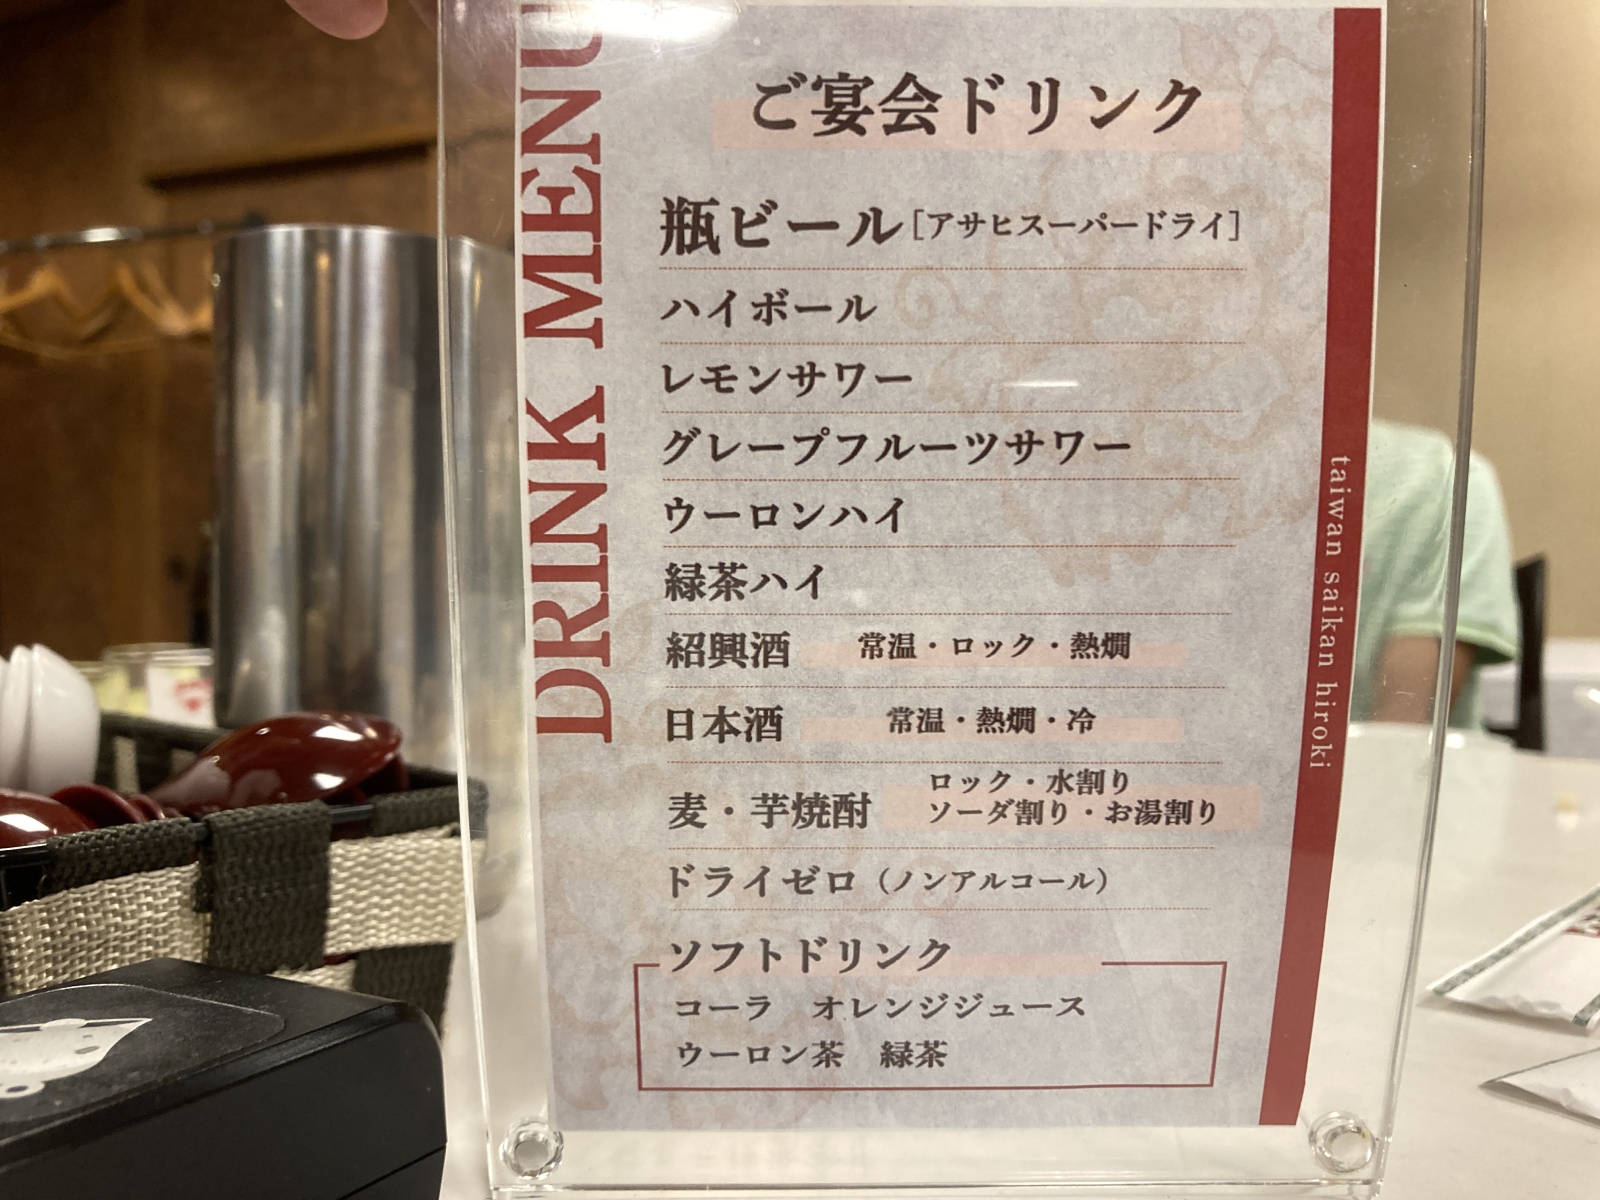 DRINK MENU
ご宴会ドリンク
瓶ビール[アサヒスーパードライ]
ハイボール
レモンサワー
グレープフルーツサワー
ウーロンハイ
緑茶ハイ
紹興酒 常温・ロック・熱燗
日本酒 常温・熱燗・冷
麦・芋焼酎 ロック・水割り
ソーダ割り・お湯割り
ドライゼロ（ノンアルコール）
ソフトドリンク
コーラ オレンジジュース
ウーロン茶 緑茶
taiwan saikan hiroki